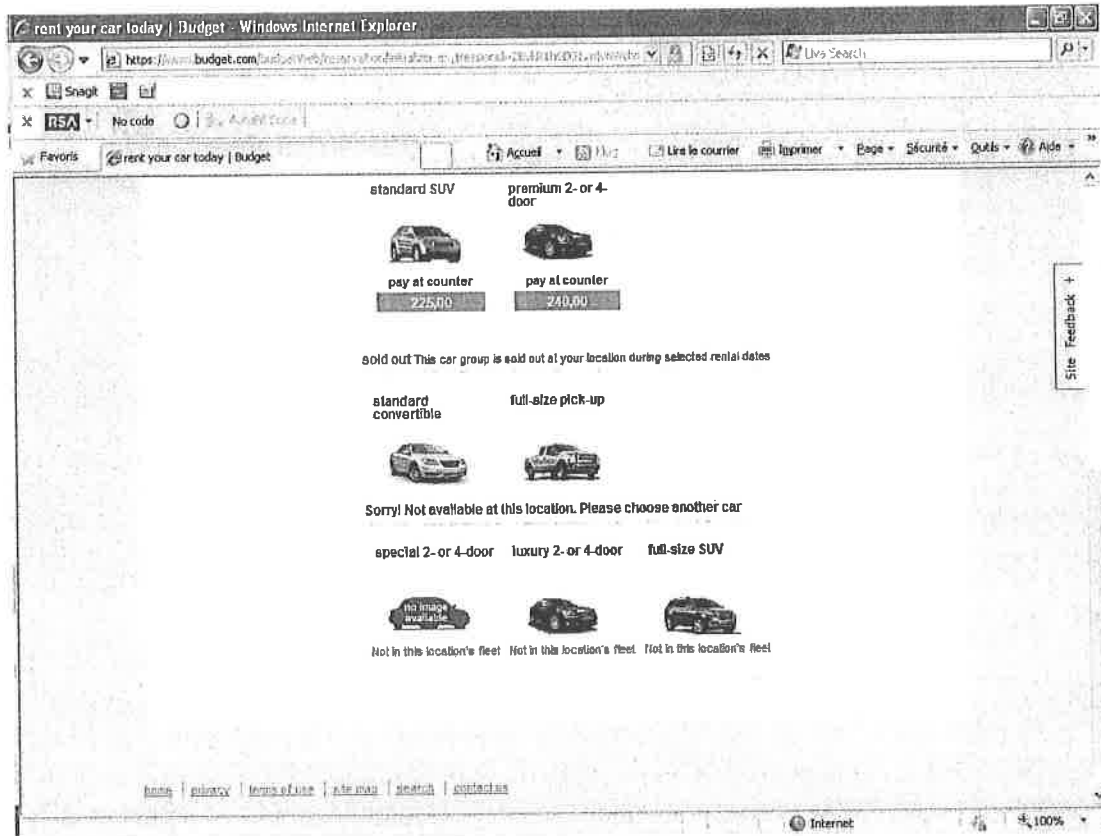 rent your car today | Budget - Windows Internet Explorer
https://www.budget.com/
Live Search
Snagit
RSA No code
Favoris rent your car today | Budget Accueil Lire le courrier Imprimer Page Sécurité Outils Aide
standard SUV premium 2- or 4-
door
pay at counter pay at counter
225,00 240,00
Site Feedback +
sold out This car group is sold out at your location during selected rental dates
standard full-size pick-up
convertible
Sorry! Not available at this location. Please choose another car
special 2- or 4-door luxury 2- or 4-door full-size SUV
no image
available
Not in this location's fleet Not in this location's fleet Not in this location's fleet
home | privacy | terms of use | site map | search | contact us
Internet 100%